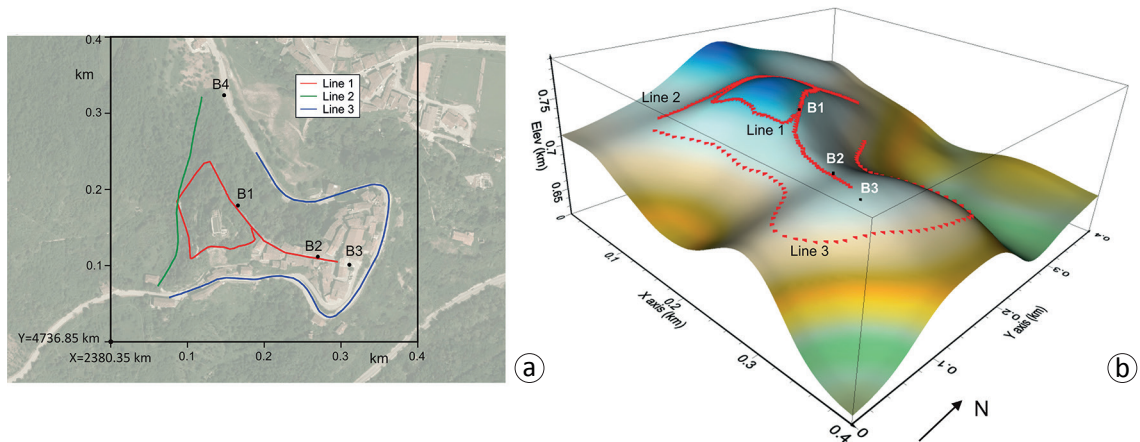 0.4
km
0.3
0.2
0.1
B4
Line 1
Line 2
Line 3
B1
B2
B3
Y=4736.85 km
X=2380.35 km
0.1
0.2
0.3
km
0.4
a
0.75
0.7
0.65
0
Elev (km)
Line 2
Line 1
B1
B2
B3
Line 3
0.1
0.2
0.3
0.4
X axis (km)
0
0.1
0.2
0.3
0.4
Y axis (km)
N
b